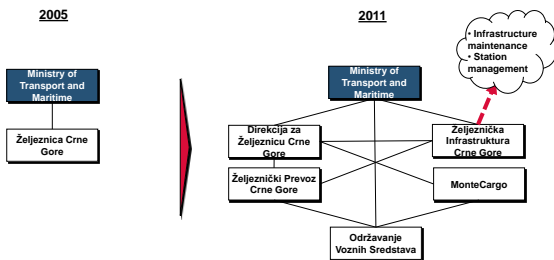 2005
2011
• Infrastructure
maintenance
• Station
management
Ministry of
Transport and
Maritime
Željeznica Crne
Gore
Ministry of
Transport and
Maritime
Direkcija za
Željeznicu Crne
Gore
Željeznička
Infrastruktura
Crne Gore
Željeznički Prevoz
Crne Gore
MonteCargo
Održavanje
Voznih Sredstava